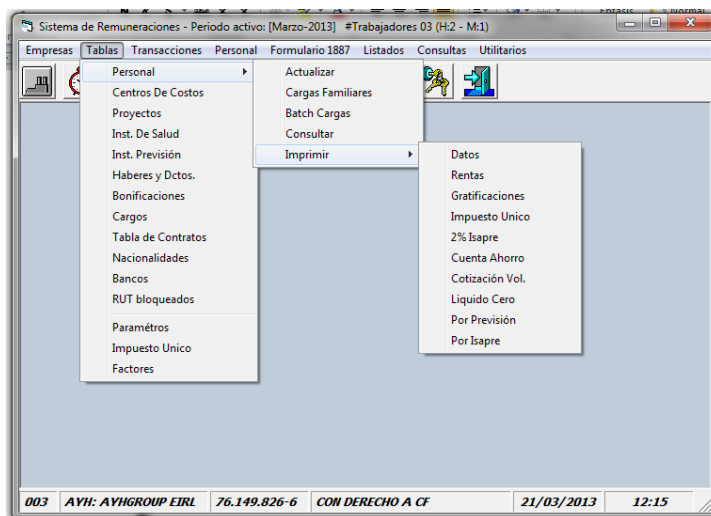 Sistema de Remuneraciones - Periodo activo: [Marzo-2013] #Trabajadores 03 (H:2 - M:1)
Empresas Tablas Transacciones Personal Formulario 1887 Listados Consultas Utilitarios
Personal
Centros De Costos
Proyectos
Inst. De Salud
Inst. Previsión
Haberes y Dctos.
Bonificaciones
Cargos
Tabla de Contratos
Nacionalidades
Bancos
RUT bloqueados
Paramétros
Impuesto Unico
Factores
Actualizar
Cargas Familiares
Batch Cargas
Consultar
Imprimir
Datos
Rentas
Gratificaciones
Impuesto Unico
2% Isapre
Cuenta Ahorro
Cotización Vol.
Liquido Cero
Por Previsión
Por Isapre
003 AYH: AYHGROUP EIRL 76.149.826-6 CON DERECHO A CF 21/03/2013 12:15